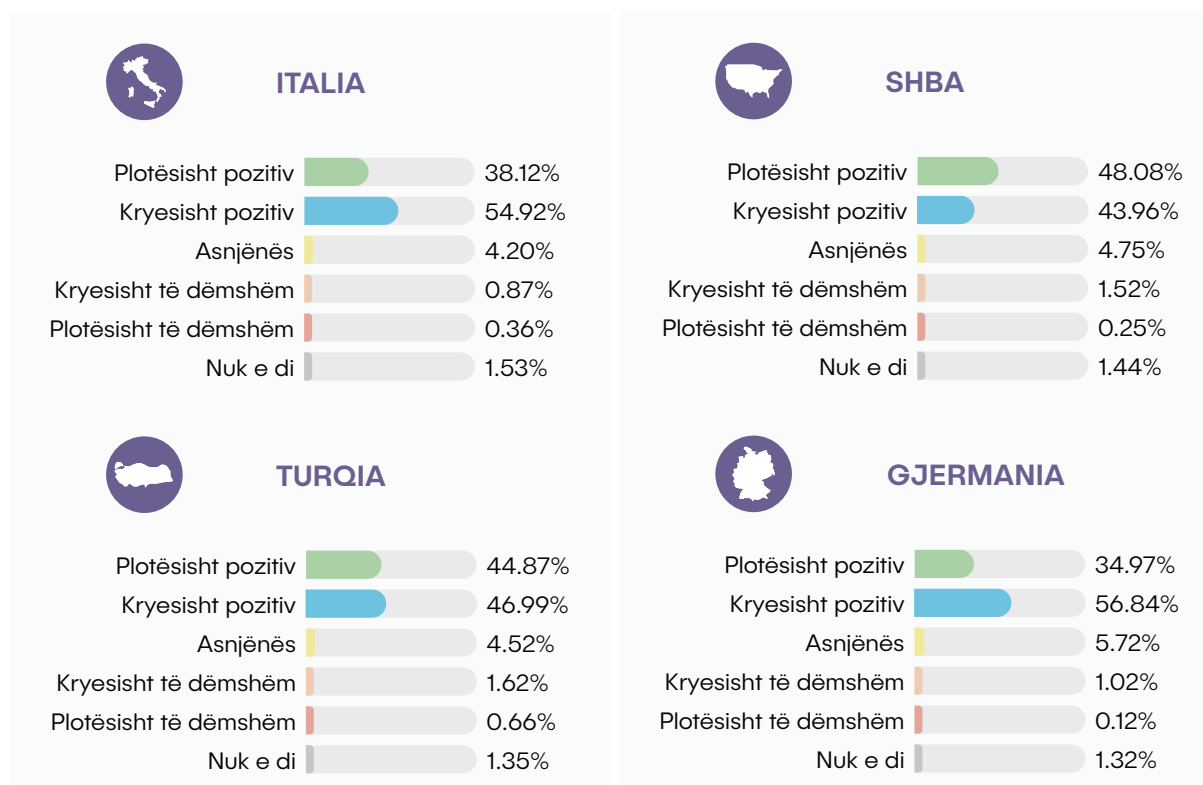 ITALIA
Plotësisht pozitiv 38.12%
Kryesisht pozitiv 54.92%
Asnjënës 4.20%
Kryesisht të dëmshëm 0.87%
Plotësisht të dëmshëm 0.36%
Nuk e di 1.53%
SHBA
Plotësisht pozitiv 48.08%
Kryesisht pozitiv 43.96%
Asnjënës 4.75%
Kryesisht të dëmshëm 1.52%
Plotësisht të dëmshëm 0.25%
Nuk e di 1.44%
TURQIA
Plotësisht pozitiv 44.87%
Kryesisht pozitiv 46.99%
Asnjënës 4.52%
Kryesisht të dëmshëm 1.62%
Plotësisht të dëmshëm 0.66%
Nuk e di 1.35%
GJERMANIA
Plotësisht pozitiv 34.97%
Kryesisht pozitiv 56.84%
Asnjënës 5.72%
Kryesisht të dëmshëm 1.02%
Plotësisht të dëmshëm 0.12%
Nuk e di 1.32%